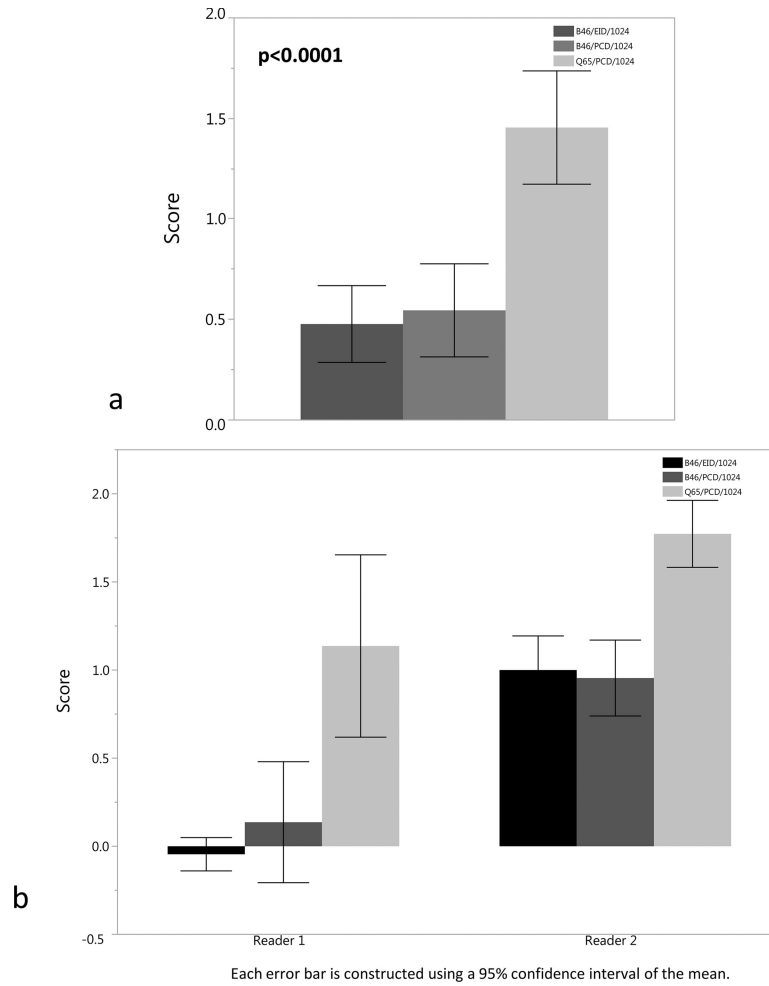 2.0
B46/EID/1024
B46/PCD/1024
Q65/PCD/1024
p<0.0001
1.5
1.0
0.5
0.0
Score
a
B46/EID/1024
B46/PCD/1024
Q65/PCD/1024
2.0
1.5
1.0
0.5
0.0
-0.5
Score
b
Reader 1
Reader 2
Each error bar is constructed using a 95% confidence interval of the mean.